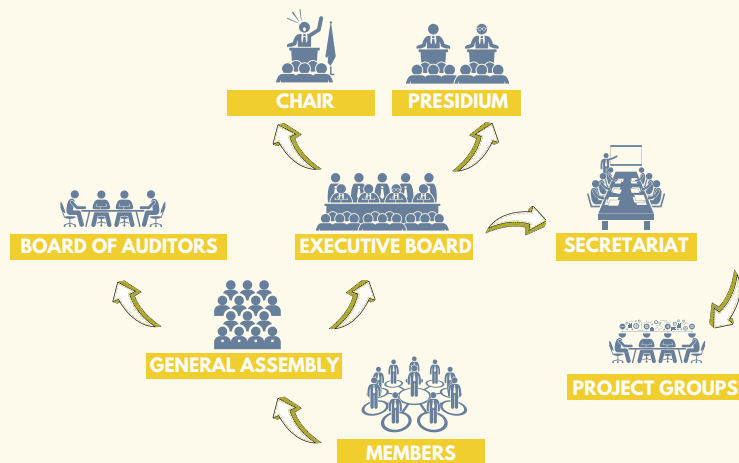 CHAIR
PRESIDIUM
BOARD OF AUDITORS
EXECUTIVE BOARD
SECRETARIAT
GENERAL ASSEMBLY
PROJECT GROUPS
MEMBERS